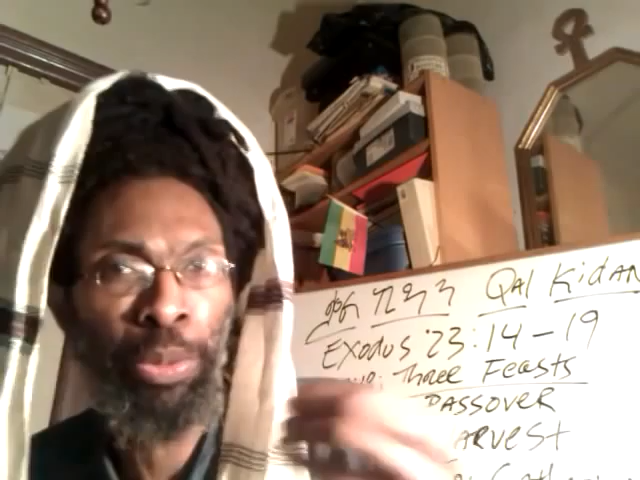 ቃል ኪዳን Qal Kidan
Exodus 23:14-19
Three Feasts
PASSOVER
ARVEST